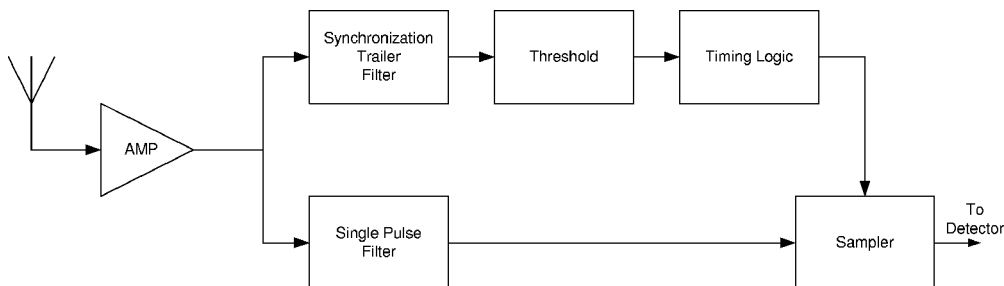 Synchronization
Trailer
Filter
Threshold
Timing Logic
AMP
Single Pulse
Filter
Sampler
To
Detector